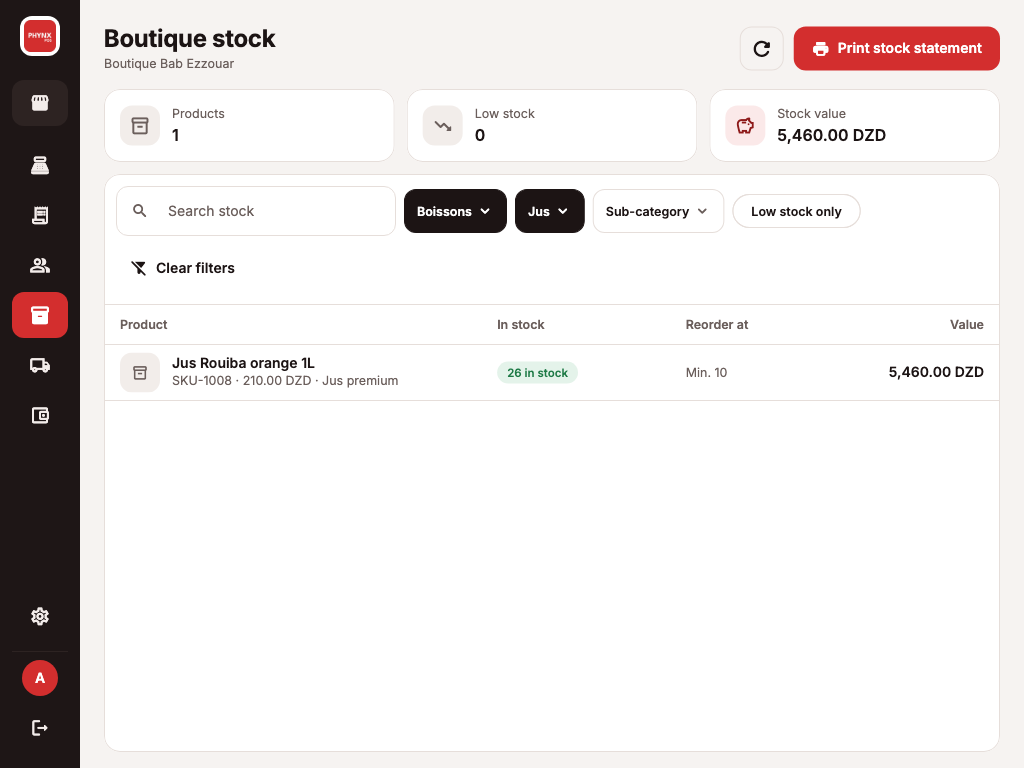 PHYNX
Boutique stock
Boutique Bab Ezzouar
Print stock statement
Products
1
Low stock
0
Stock value
5,460.00 DZD
Search stock
Boissons
Jus
Sub-category
Low stock only
Clear filters
Product
In stock
Reorder at
Value
Jus Rouiba orange 1L
SKU-1008 · 210.00 DZD · Jus premium
26 in stock
Min. 10
5,460.00 DZD
A